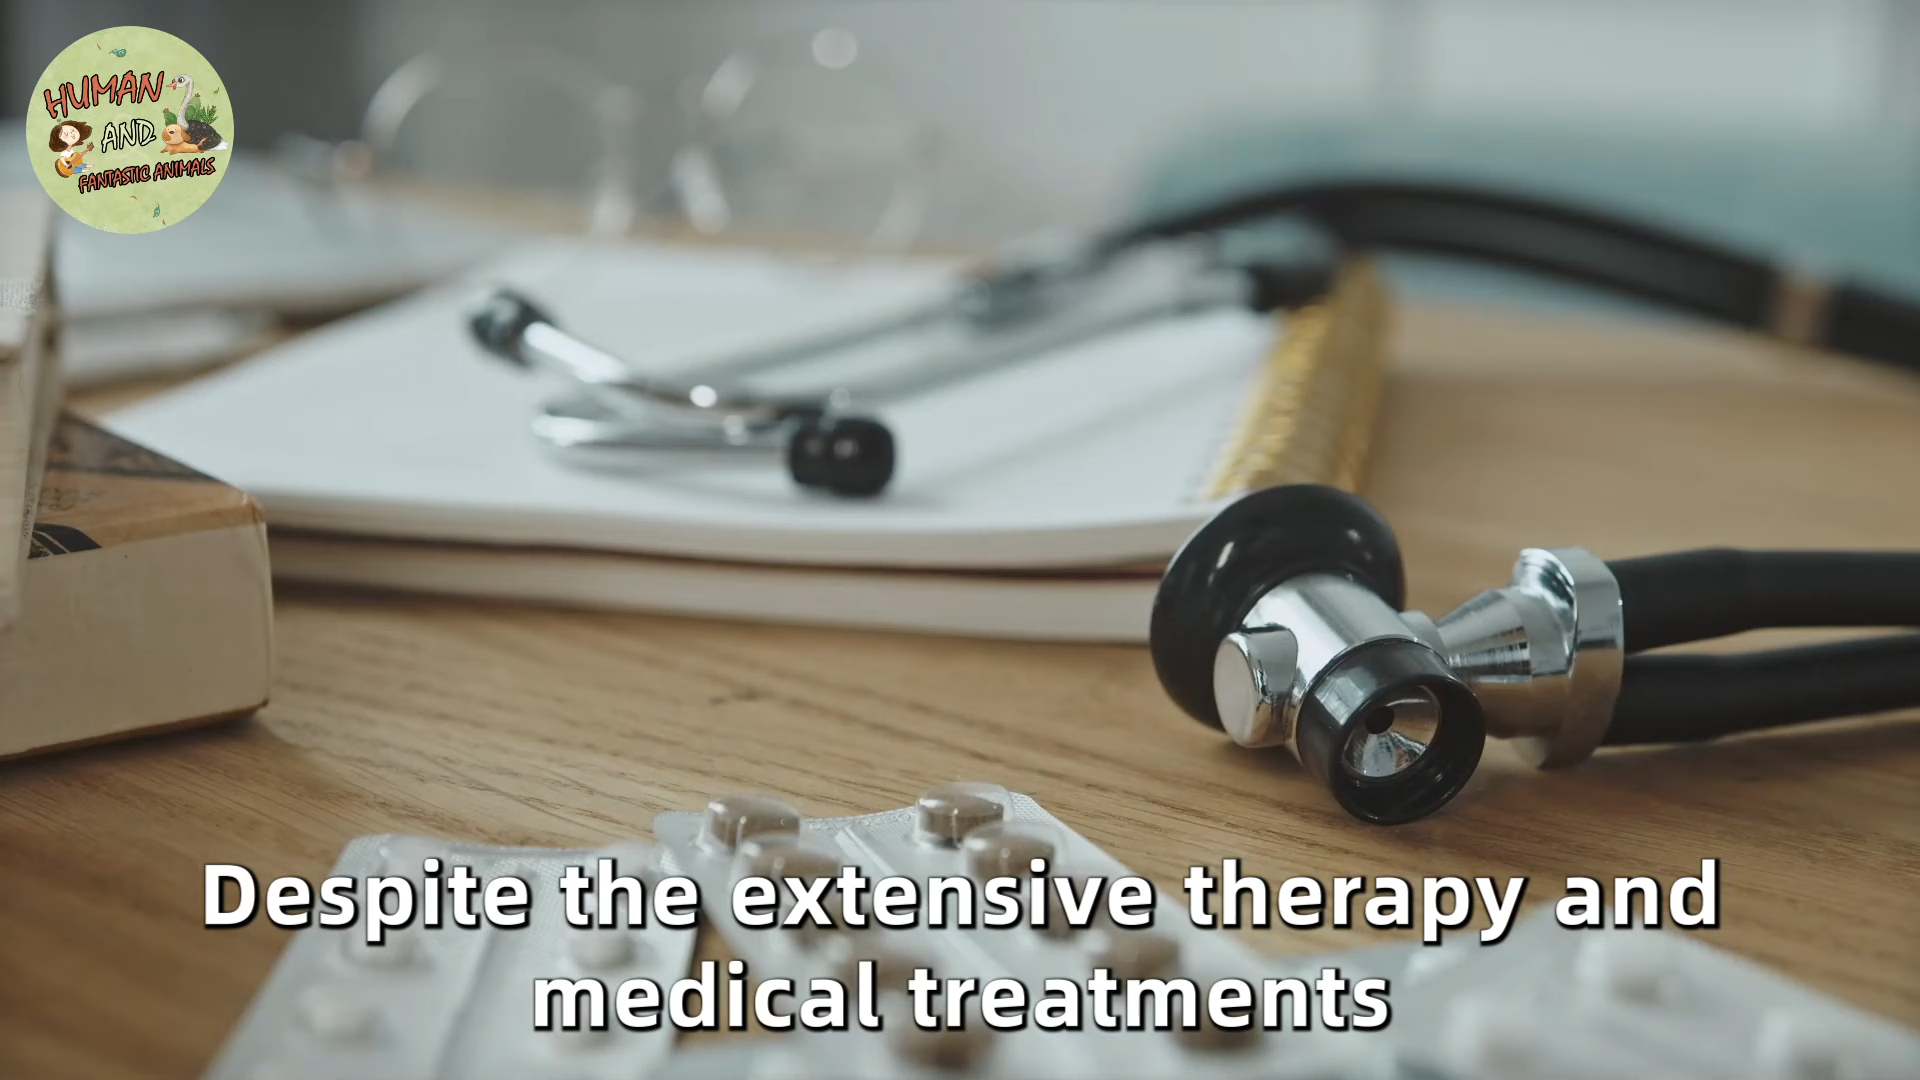 HUMAN
AND
FANTASTIC ANIMALS
Despite the extensive therapy and
medical treatments